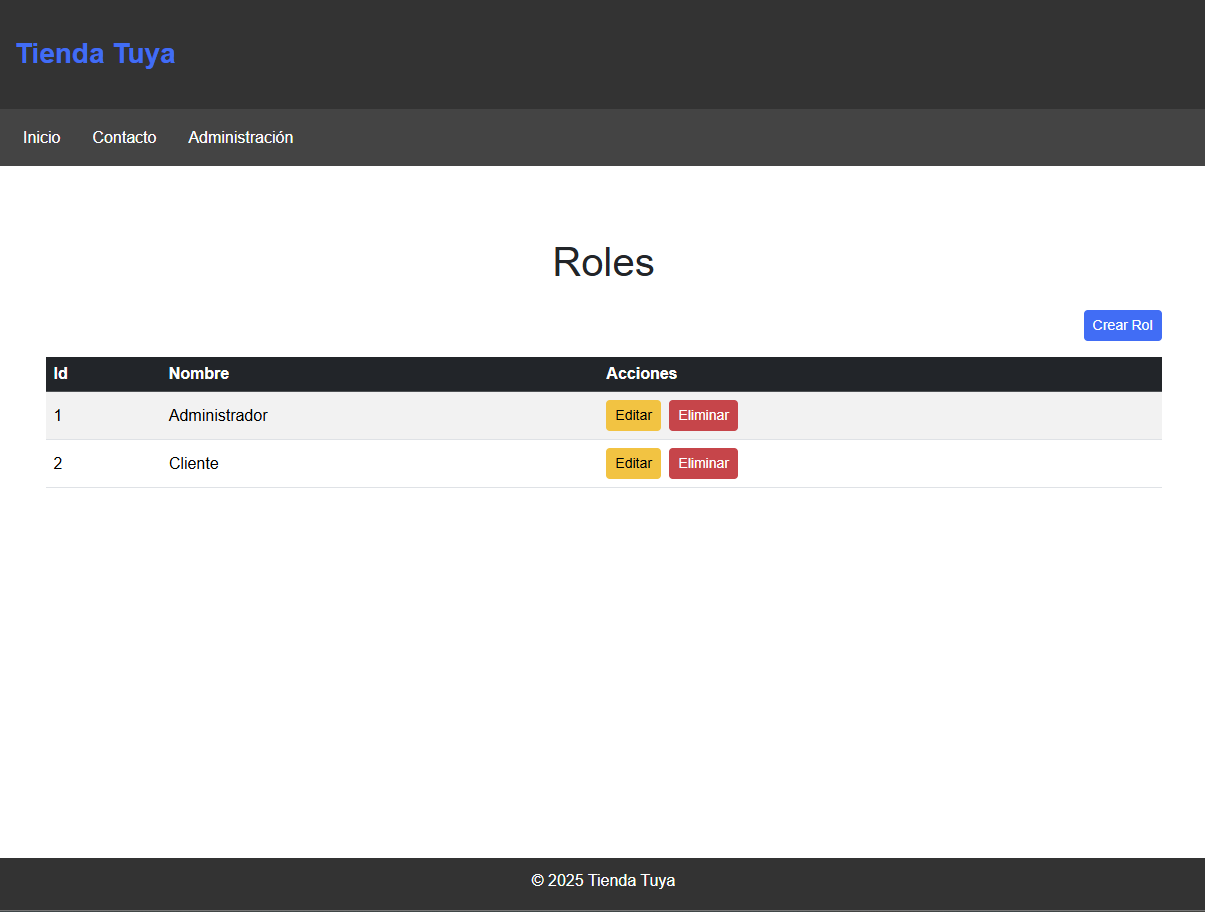 Tienda Tuya
Inicio Contacto Administración
Roles
Crear Rol
Id Nombre Acciones
1 Administrador Editar Eliminar
2 Cliente Editar Eliminar
© 2025 Tienda Tuya